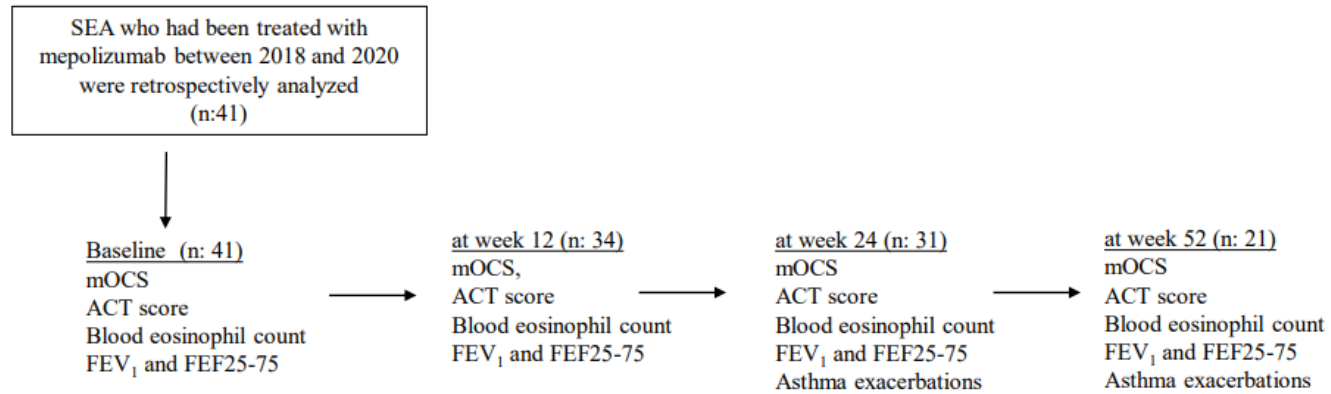 SEA who had been treated with
mepolizumab between 2018 and 2020
were retrospectively analyzed
(n:41)
Baseline (n: 41)
mOCS
ACT score
Blood eosinophil count
FEV₁ and FEF25-75
at week 12 (n: 34)
mOCS,
ACT score
Blood eosinophil count
FEV₁ and FEF25-75
at week 24 (n: 31)
mOCS
ACT score
Blood eosinophil count
FEV₁ and FEF25-75
Asthma exacerbations
at week 52 (n: 21)
mOCS
ACT score
Blood eosinophil count
FEV₁ and FEF25-75
Asthma exacerbations